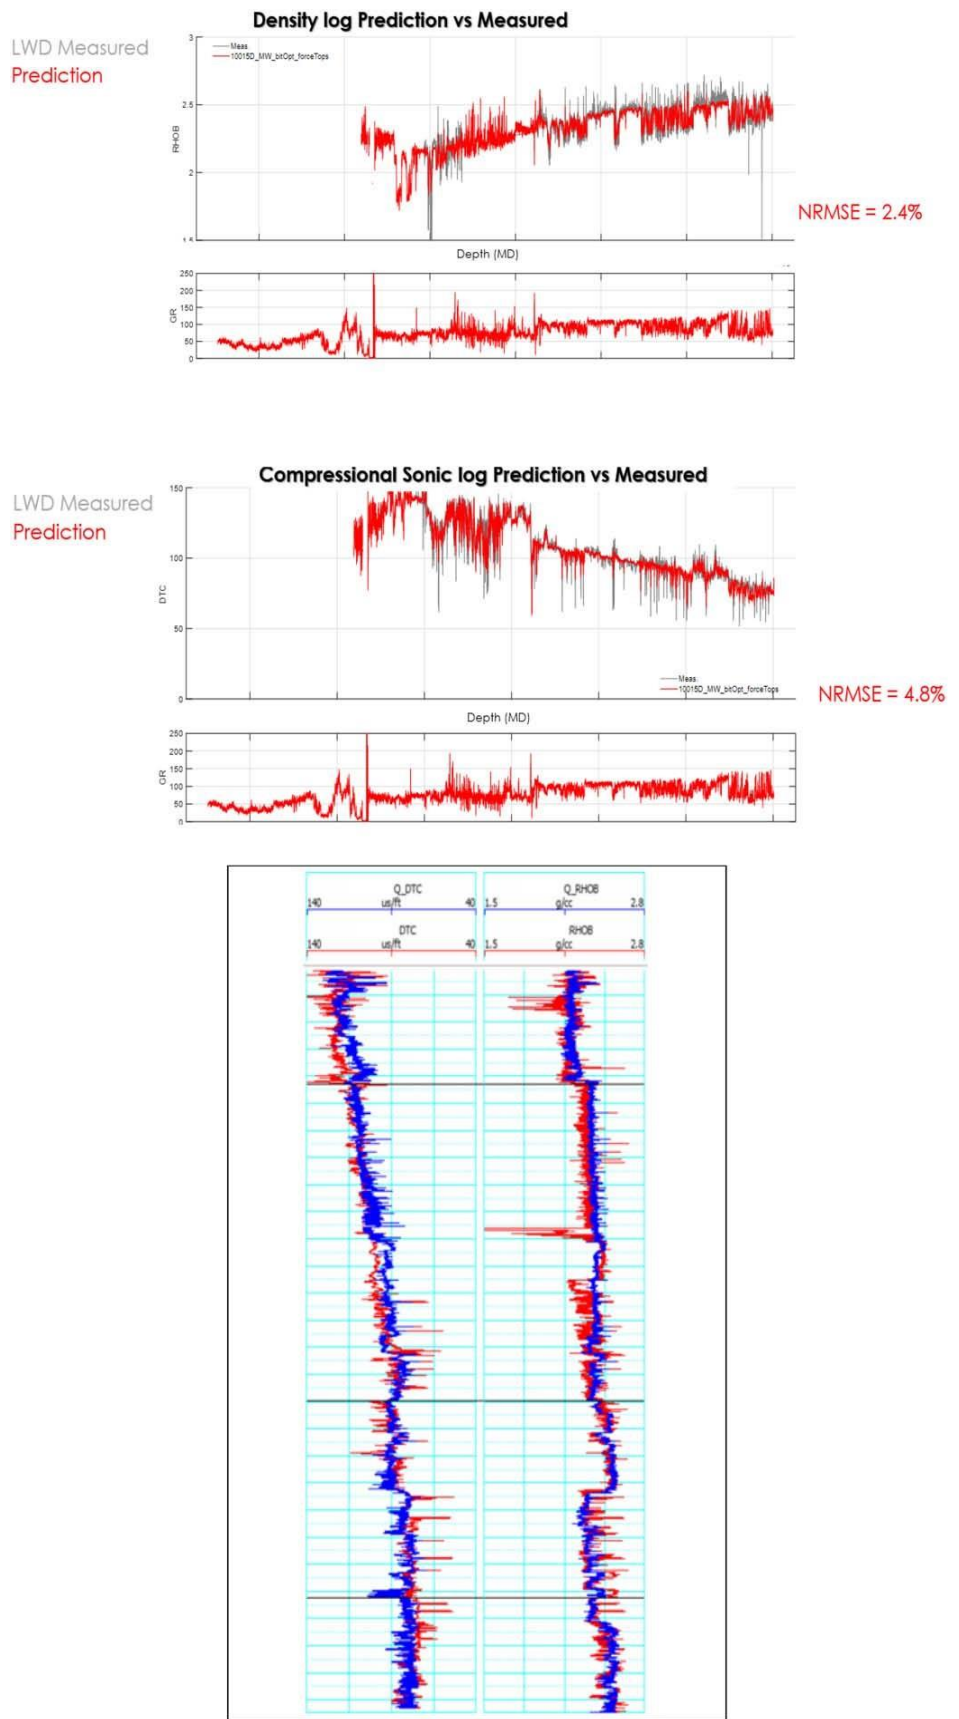 Density log Prediction vs Measured
LWD Measured
Prediction
Meas
10015D_MW_bitOpt_forceTops
3
2.5
2
1.5
RHOB
NRMSE = 2.4%
Depth (MD)
250
200
150
100
50
0
GR
Compressional Sonic log Prediction vs Measured
LWD Measured
Prediction
150
100
50
0
DTC
Meas
10015D_MW_bitOpt_forceTops
NRMSE = 4.8%
Depth (MD)
250
200
150
100
50
0
GR
Q_DTC Q_RHOB
140 us/ft 40 1.5 g/cc 2.8
DTC RHOB
140 us/ft 40 1.5 g/cc 2.8